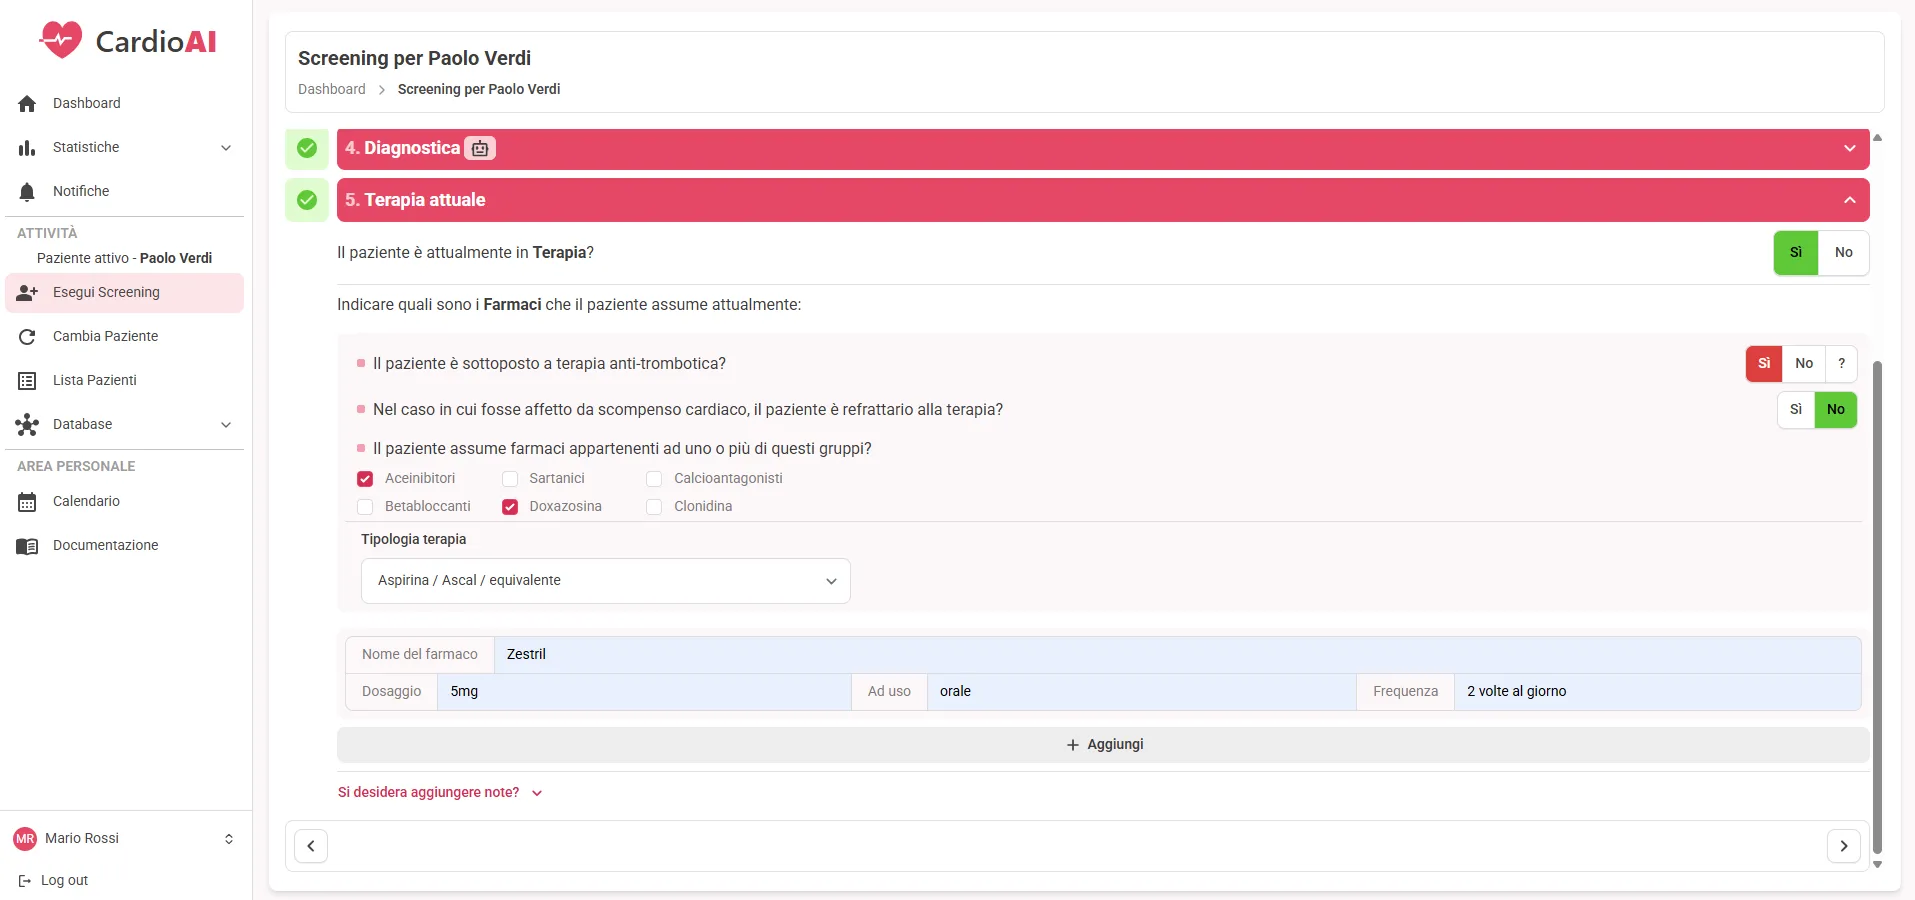 CardioAI
Dashboard
Statistiche
Notifiche
ATTIVITÀ
Paziente attivo - Paolo Verdi
Esegui Screening
Cambia Paziente
Lista Pazienti
Database
AREA PERSONALE
Calendario
Documentazione
MR Mario Rossi
Log out
Screening per Paolo Verdi
Dashboard > Screening per Paolo Verdi
4. Diagnostica
5. Terapia attuale
Il paziente è attualmente in Terapia? Sì No
Indicare quali sono i Farmaci che il paziente assume attualmente:
Il paziente è sottoposto a terapia anti-trombotica? Sì No ?
Nel caso in cui fosse affetto da scompenso cardiaco, il paziente è refrattario alla terapia? Sì No
Il paziente assume farmaci appartenenti ad uno o più di questi gruppi?
Aceinibitori Sartanici Calcioantagonisti
Betabloccanti Doxazosina Clonidina
Tipologia terapia
Aspirina / Ascal / equivalente
Nome del farmaco Zestril
Dosaggio 5mg Ad uso orale Frequenza 2 volte al giorno
+ Aggiungi
Si desidera aggiungere note?